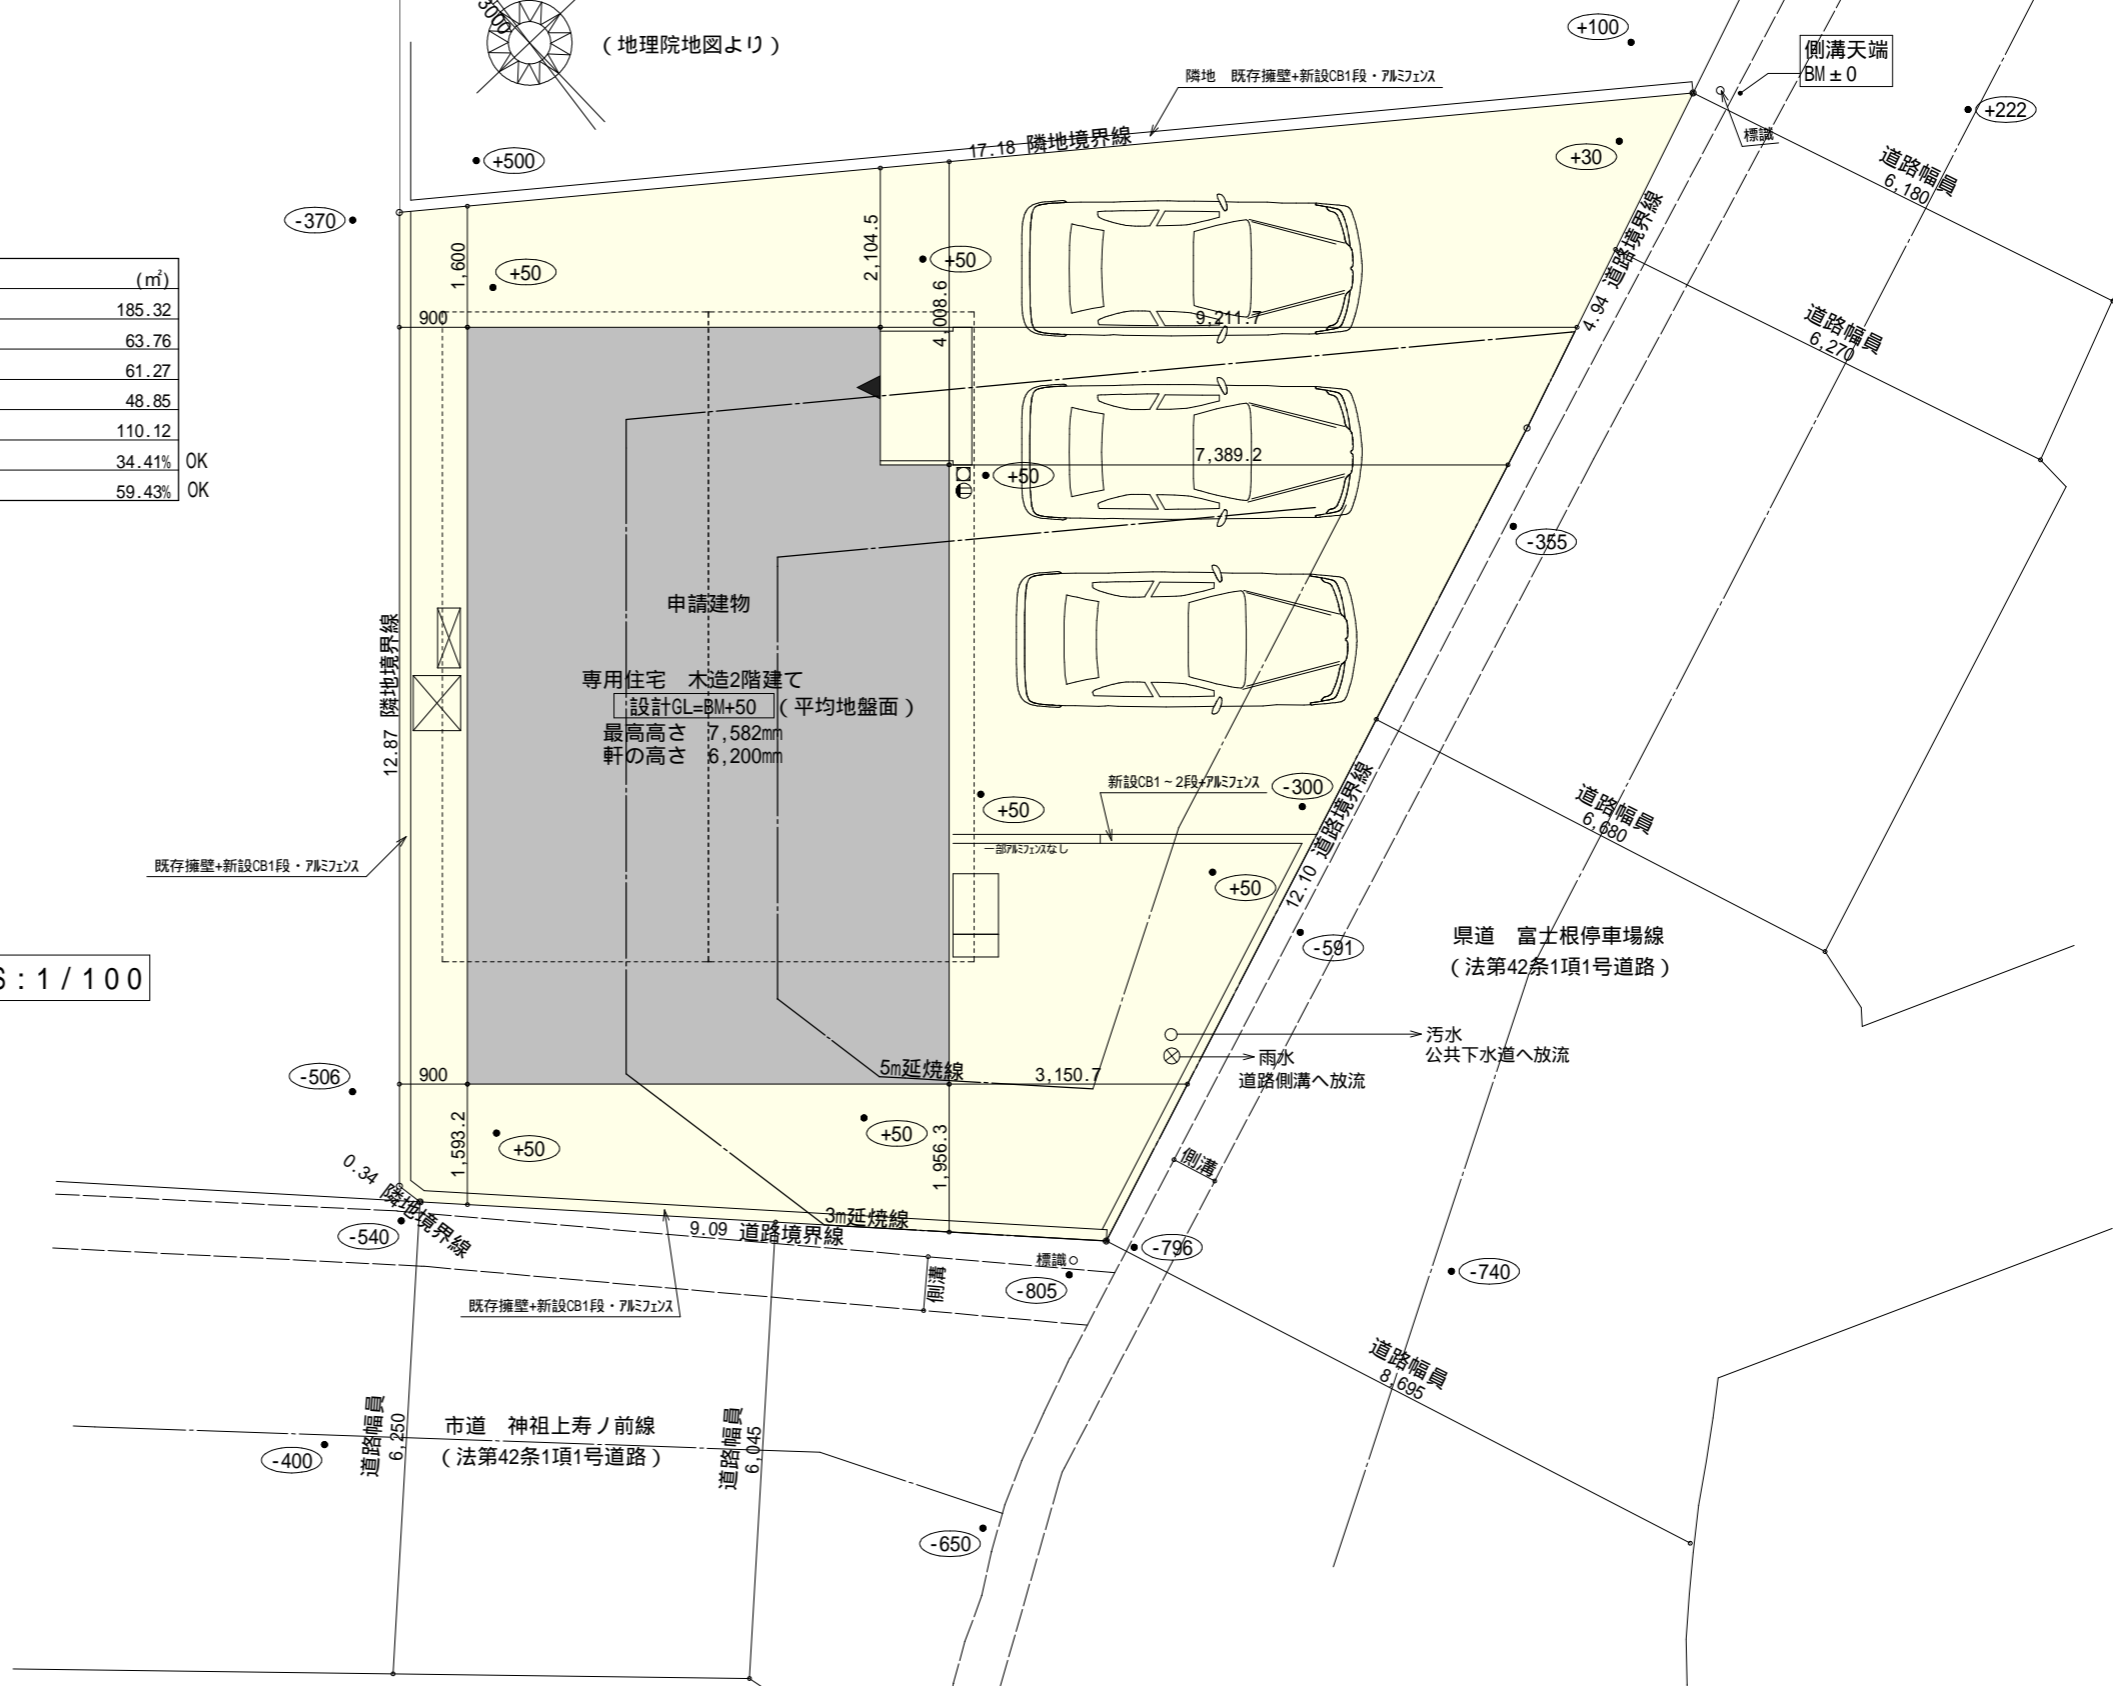 3000
（地理院地図より）
+100
側溝天端
BM±0
隣地　既存擁壁+新設CB1段・アルミフェンス
+222
標識
17.18 隣地境界線
+30
+500
道路幅員
6,180
-370
1,600
+50
2,104.5
+50
4,008.6
4.94 道路境界線
(㎡)
185.32
63.76
61.27
48.85
110.12
34.41% OK
59.43% OK
900
9,211.7
道路幅員
6,270
7,389.2
+50
-355
申請建物
専用住宅　木造2階建て
設計GL=BM+50（平均地盤面）
最高高さ　7,582mm
軒の高さ　6,200mm
12.87 隣地境界線
新設CB1～2段+アルミフェンス
-300
+50
一部アルミフェンスなし
道路幅員
6,680
既存擁壁+新設CB1段・アルミフェンス
+50
12.10 道路境界線
-591
県道　富士根停車場線
（法第42条1項1号道路）
S:1/100
汚水
公共下水道へ放流
雨水
道路側溝へ放流
-506
900
5m延焼線
3,150.7
1,593.2
+50
+50
1,956.3
側溝
0.34 隣地境界線
-540
3m延焼線
9.09 道路境界線
標識
-796
-805
側溝
-740
既存擁壁+新設CB1段・アルミフェンス
道路幅員
8,695
道路幅員
6,250
市道　神祖上寿ノ前線
（法第42条1項1号道路）
道路幅員
6,045
-400
-650